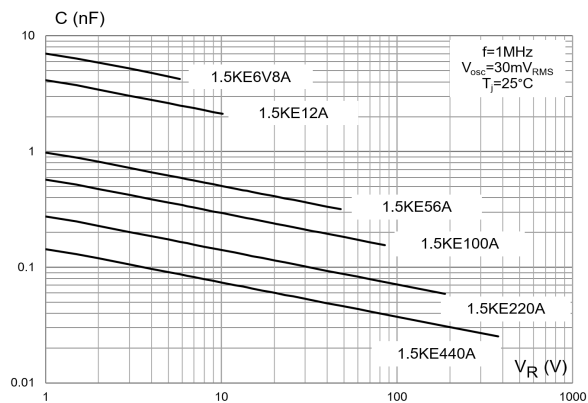 C (nF)
10
f=1MHz
Vosc=30mVRMS
Tj=25°C
1.5KE6V8A
1.5KE12A
1
1.5KE56A
1.5KE100A
0.1
1.5KE220A
1.5KE440A
VR (V)
0.01
1 10 100 1000